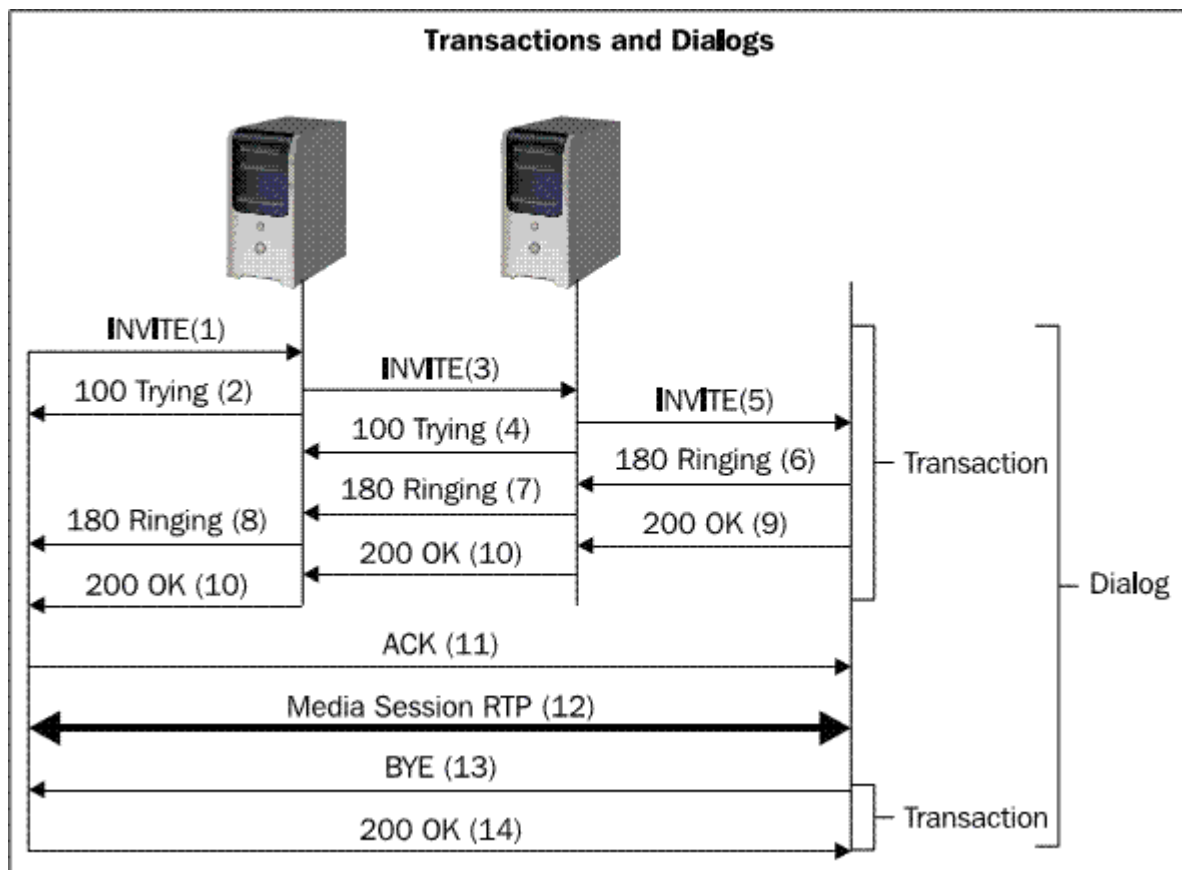 Transactions and Dialogs
INVITE(1)
INVITE(3)
100 Trying (2)
INVITE(5)
100 Trying (4)
180 Ringing (6)
Transaction
180 Ringing (7)
180 Ringing (8)
200 OK (9)
200 OK (10)
200 OK (10)
Dialog
ACK (11)
Media Session RTP (12)
BYE (13)
Transaction
200 OK (14)